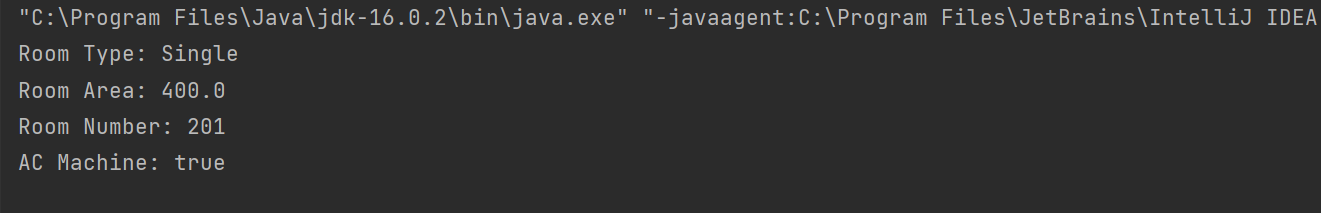 "C:\Program Files\Java\jdk-16.0.2\bin\java.exe" "-javaagent:C:\Program Files\JetBrains\IntelliJ IDEA
Room Type: Single
Room Area: 400.0
Room Number: 201
AC Machine: true